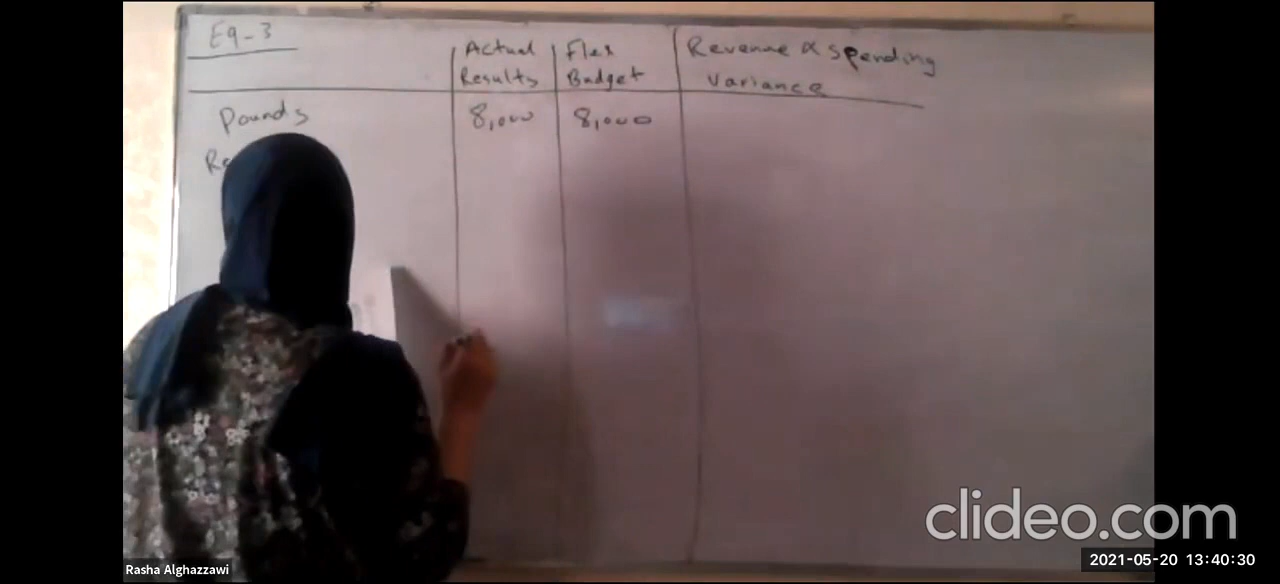 E9-3
Actual Flex Revenue & spending
Results Budget Variance
Pounds 8,000 8,000
Re
clideo.com
2021-05-20 13:40:30
Rasha Alghazzawi